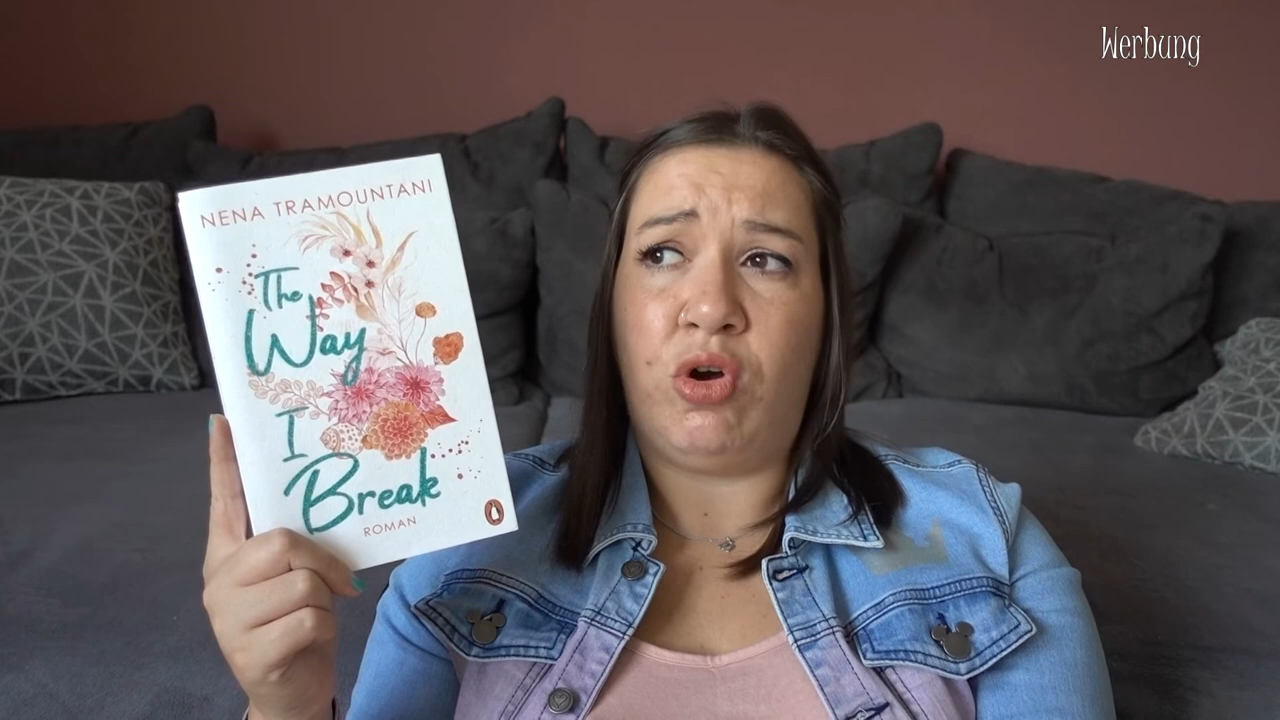 Werbung
NENA TRAMOUNTANI
The
Way
I
Break
ROMAN